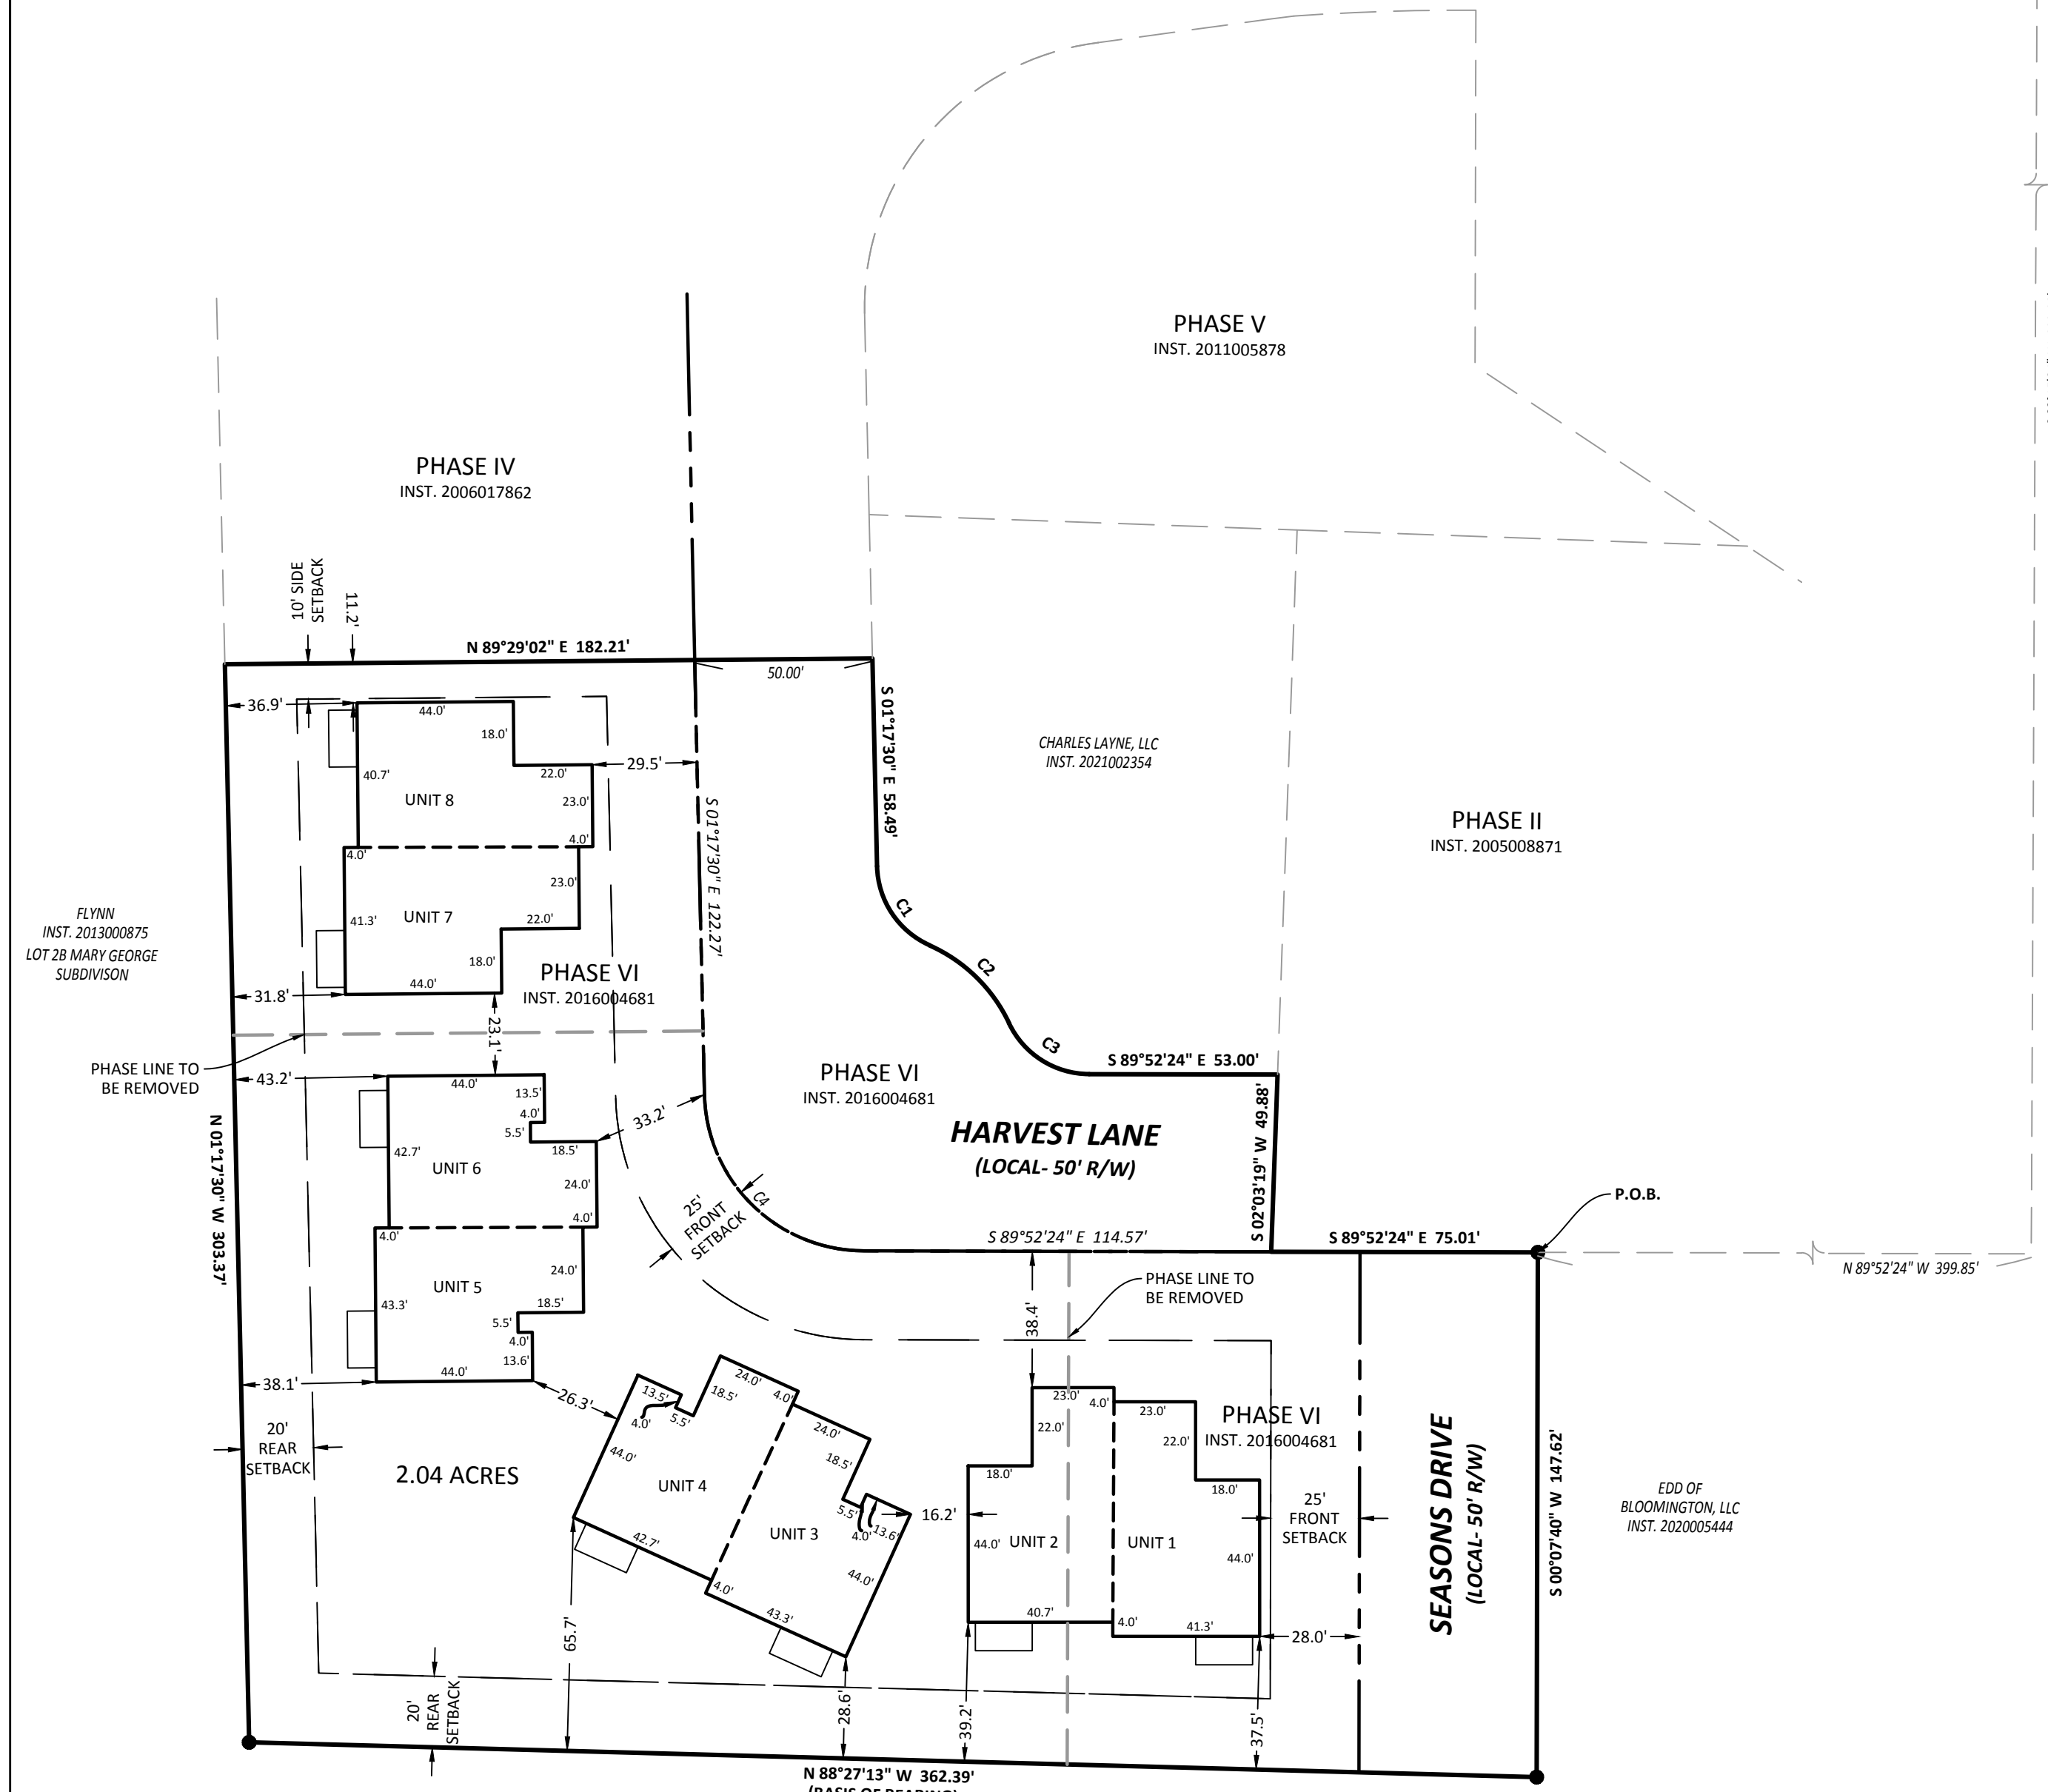 PHASE V
INST. 2011005878
PHASE IV
INST. 2006017862
10' SIDE
SETBACK
11.2'
N 89°29'02" E 182.21'
50.00'
36.9'
44.0'
18.0'
40.7'
22.0'
29.5'
23.0'
UNIT 8
4.0'
4.0'
23.0'
UNIT 7
41.3'
22.0'
18.0'
44.0'
31.8'
23.1'
S 01°17'30" E 58.49'
S 01°17'30" E 122.27'
CHARLES LAYNE, LLC
INST. 2021002354
PHASE II
INST. 2005008871
C1
C2
C3
FLYNN
INST. 2013000875
LOT 2B MARY GEORGE
SUBDIVISON
PHASE VI
INST. 2016004681
PHASE LINE TO
BE REMOVED
43.2'
44.0'
13.5'
4.0'
5.5'
18.5'
42.7'
UNIT 6
24.0'
4.0'
4.0'
33.2'
PHASE VI
INST. 2016004681
S 89°52'24" E 53.00'
HARVEST LANE
(LOCAL- 50' R/W)
S 02°03'19" W 49.88'
N 01°17'30" W 303.37'
C4
25'
FRONT
SETBACK
S 89°52'24" E 114.57'
S 89°52'24" E 75.01'
P.O.B.
N 89°52'24" W 399.85'
UNIT 5
24.0'
43.3'
18.5'
5.5'
4.0'
13.6'
44.0'
38.1'
26.3'
PHASE LINE TO
BE REMOVED
38.4'
20'
REAR
SETBACK
2.04 ACRES
13.5'
4.0'
5.5'
18.5'
24.0'
4.0'
44.0'
UNIT 4
42.7'
24.0'
18.5'
5.5'
4.0'
13.6'
UNIT 3
44.0'
4.0'
43.3'
16.2'
23.0'
4.0'
23.0'
22.0'
22.0'
18.0'
18.0'
44.0'
UNIT 2
UNIT 1
44.0'
40.7'
4.0'
41.3'
PHASE VI
INST. 2016004681
25'
FRONT
SETBACK
28.0'
SEASONS DRIVE
(LOCAL- 50' R/W)
S 00°07'40" W 147.62'
EDD OF
BLOOMINGTON, LLC
INST. 2020005444
65.7'
28.6'
39.2'
37.5'
20'
REAR
SETBACK
N 88°27'13" W 362.39'
(BASIS OF BEARING)